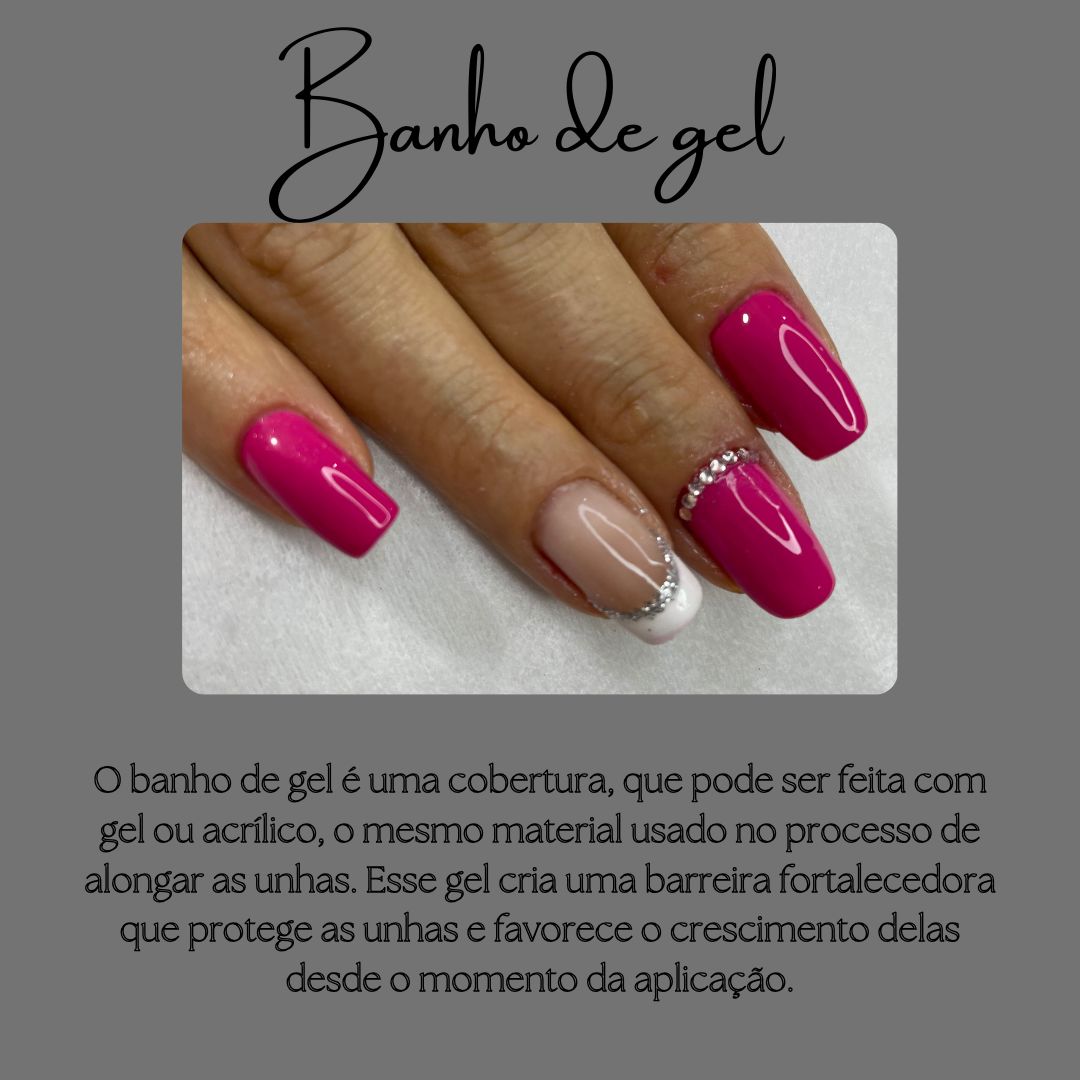 Banho de gel
O banho de gel é uma cobertura, que pode ser feita com
gel ou acrílico, o mesmo material usado no processo de
alongar as unhas. Esse gel cria uma barreira fortalecedora
que protege as unhas e favorece o crescimento delas
desde o momento da aplicação.